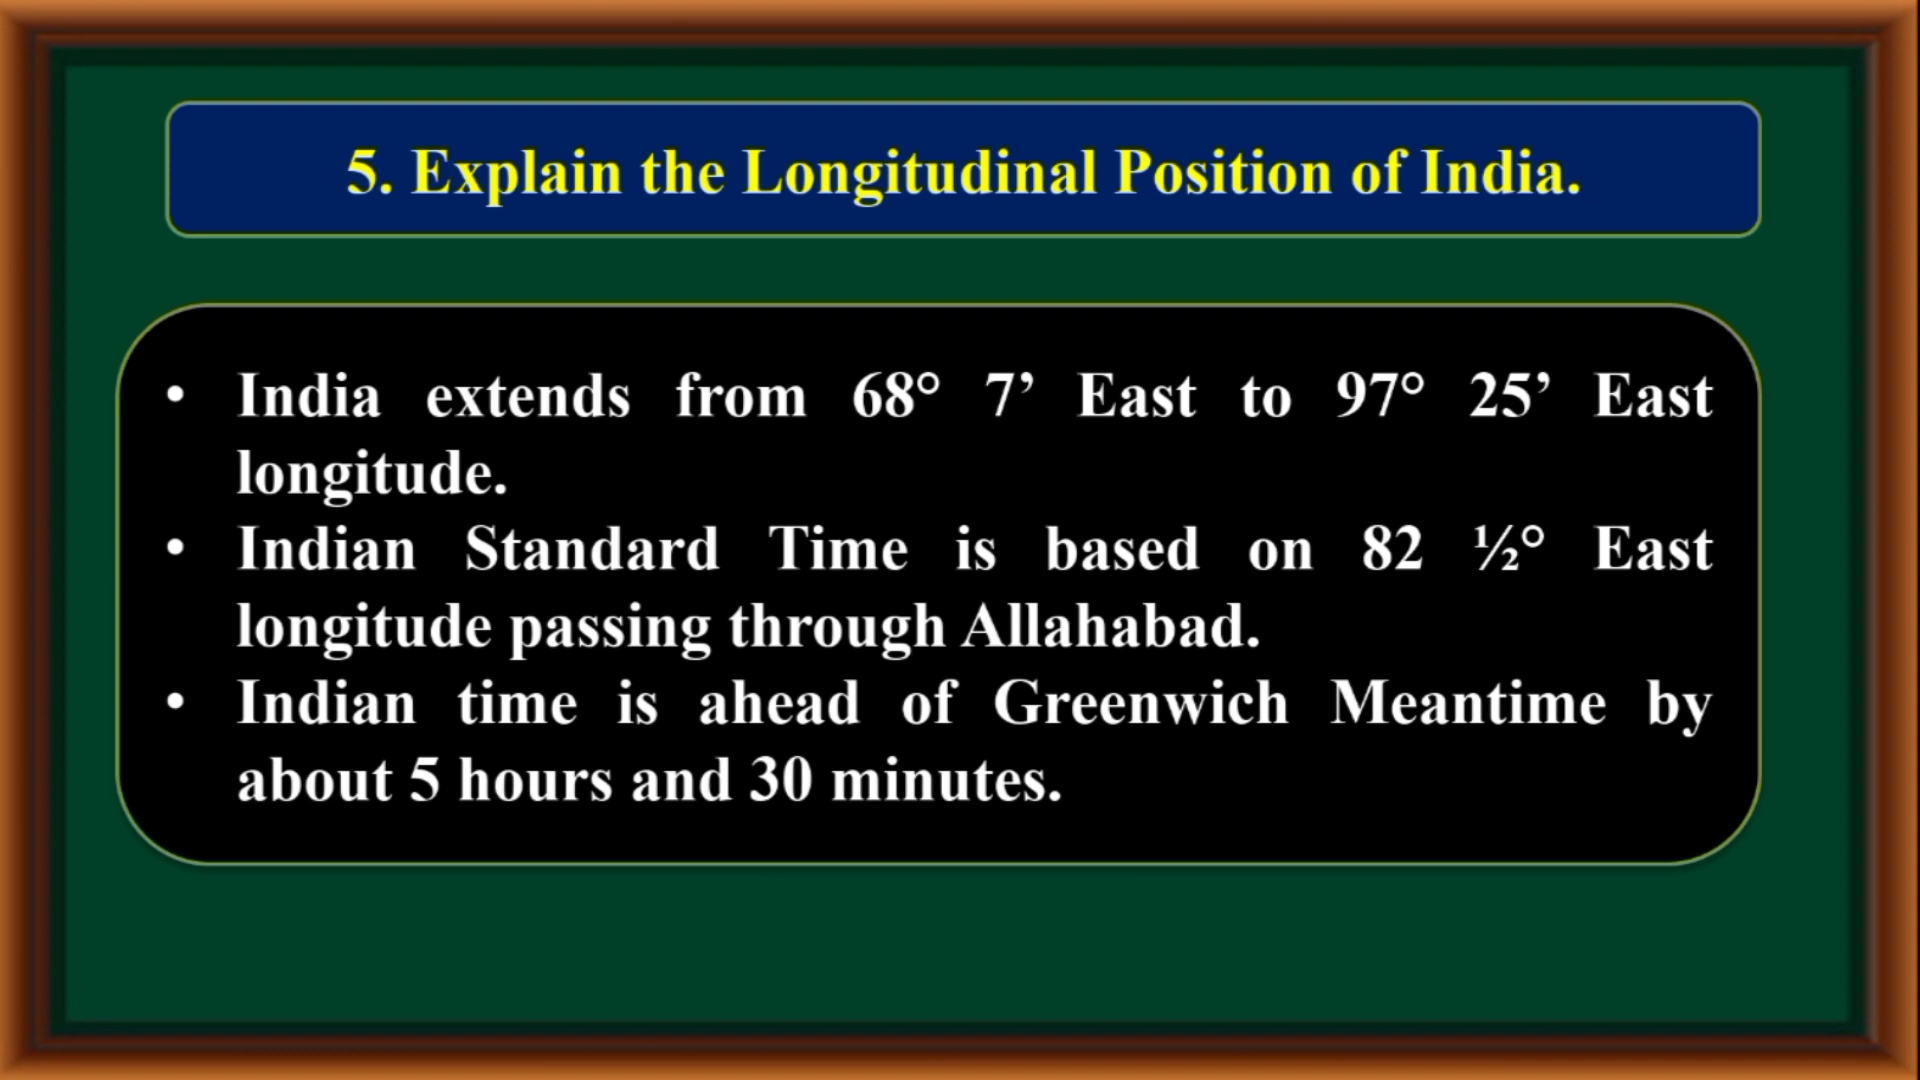 5. Explain the Longitudinal Position of India.
• India extends from 68° 7’ East to 97° 25’ East
longitude.
• Indian Standard Time is based on 82 ½° East
longitude passing through Allahabad.
• Indian time is ahead of Greenwich Meantime by
about 5 hours and 30 minutes.